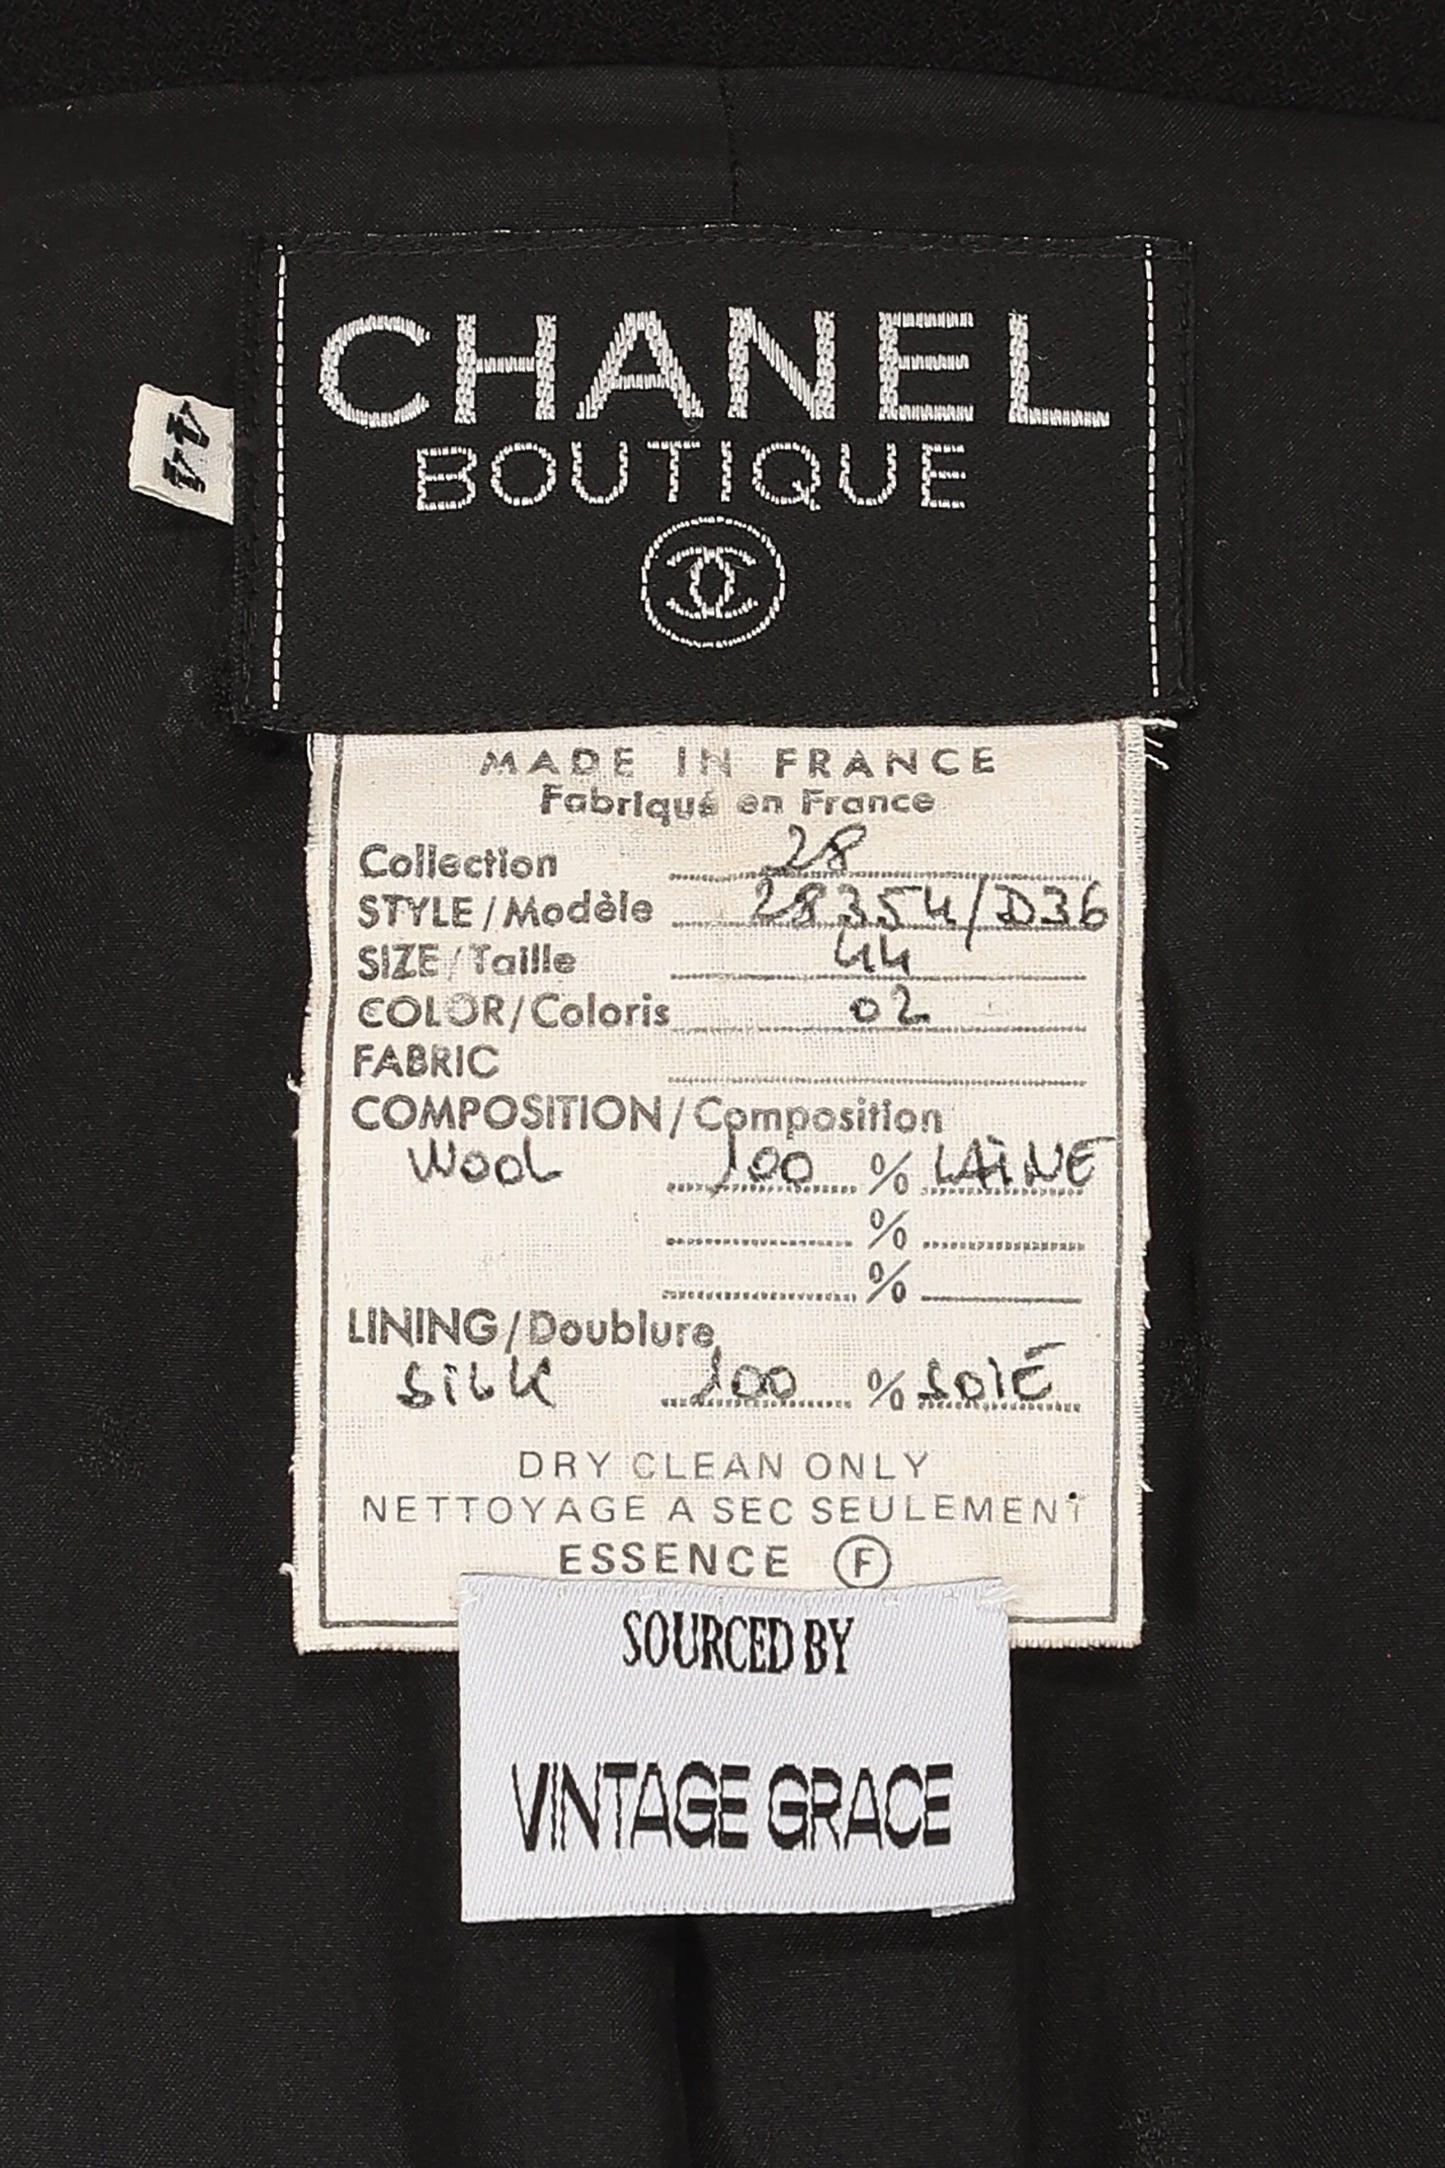 CHANEL
BOUTIQUE
44
MADE IN FRANCE
Fabriqué en France
Collection 28
STYLE/Modèle 28354/D36
SIZE/Taille 44
COLOR/Coloris 02
FABRIC
COMPOSITION/Composition
WOOL 100 % LAiNE
%
%
LINING/Doublure
SiLK 100 % SOIE
DRY CLEAN ONLY
NETTOYAGE A SEC SEULEMENT
ESSENCE F
SOURCED BY
VINTAGE GRACE